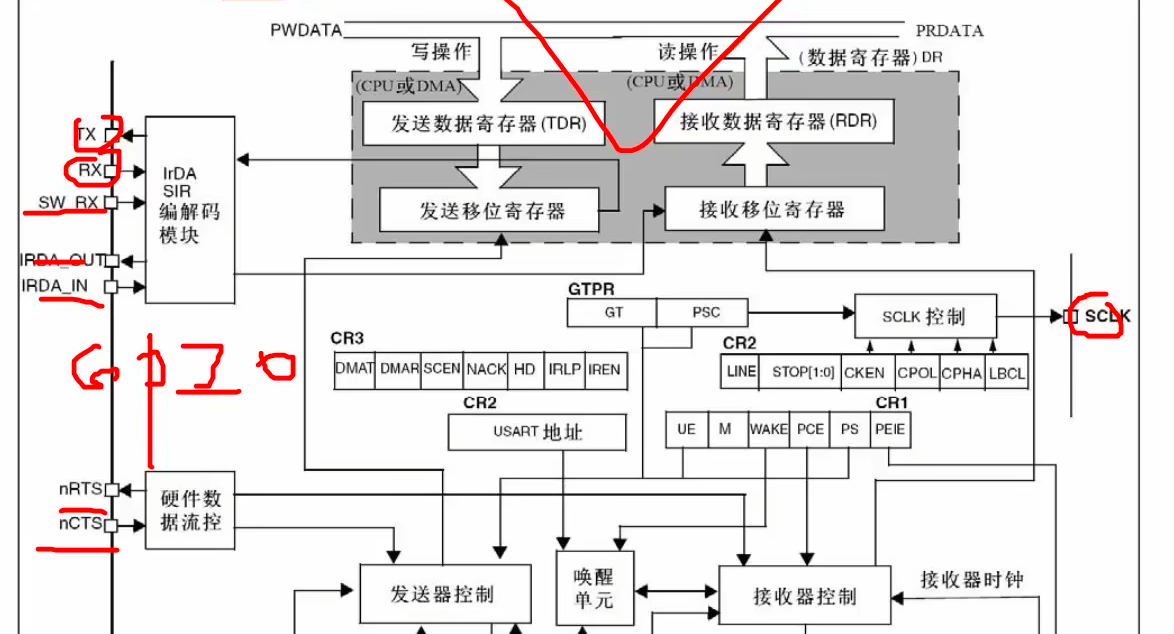 PWDATA
PRDATA
写操作
读操作
(数据寄存器) DR
(CPU或DMA)
(CPU或DMA)
发送数据寄存器(TDR)
接收数据寄存器(RDR)
TX
RX
SW_RX
IRDA_OUT
IRDA_IN
IrDA
SIR
编解码
模块
发送移位寄存器
接收移位寄存器
GTPR
GT
PSC
SCLK 控制
SCLK
CR3
DMAT
DMAR
SCEN
NACK
HD
IRLP
IREN
CR2
LINE
STOP[1:0]
CKEN
CPOL
CPHA
LBCL
GPIO
CR2
USART 地址
CR1
UE
M
WAKE
PCE
PS
PEIE
nRTS
nCTS
硬件数
据流控
发送器控制
唤醒
单元
接收器控制
接收器时钟